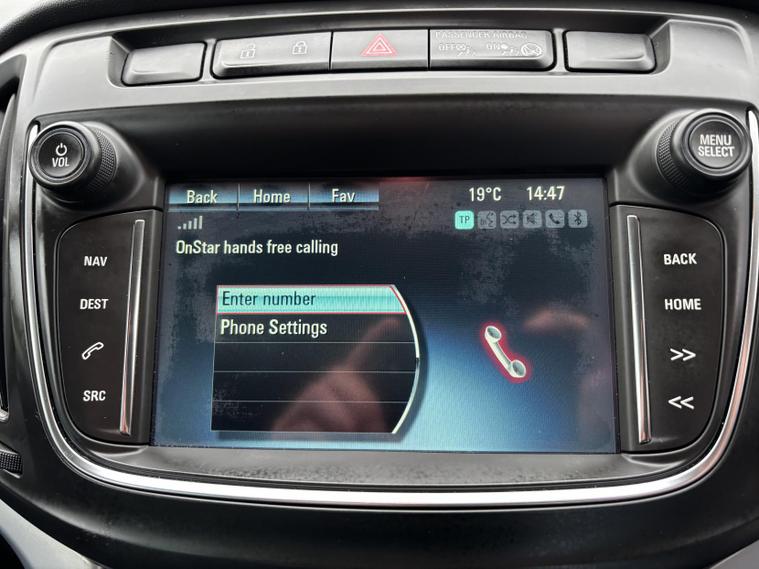 PASSENGER AIRBAG
OFF ON
VOL
MENU
SELECT
Back Home Fav 19°C 14:47
TP
OnStar hands free calling
NAV
BACK
DEST
HOME
Enter number
Phone Settings
>>
SRC
<<